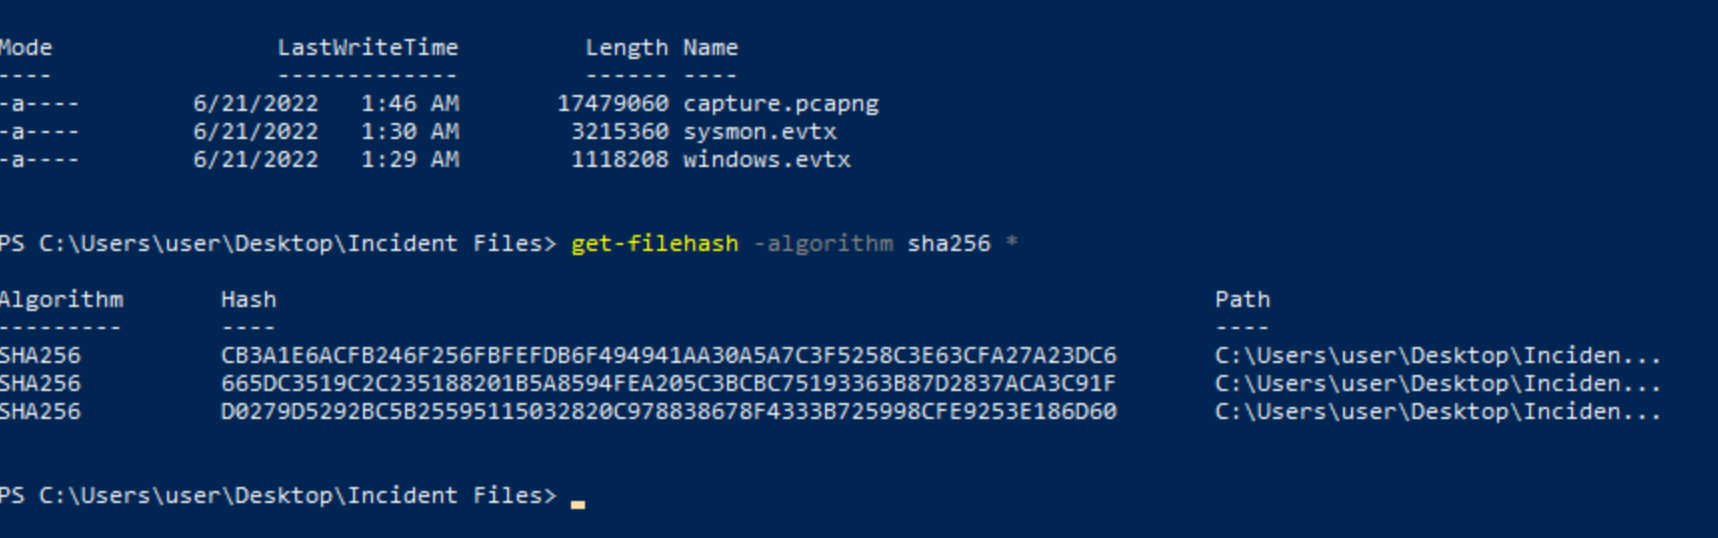 Mode LastWriteTime Length Name
---- ------------- ------ ----
-a---- 6/21/2022 1:46 AM 17479060 capture.pcapng
-a---- 6/21/2022 1:30 AM 3215360 sysmon.evtx
-a---- 6/21/2022 1:29 AM 1118208 windows.evtx
PS C:\Users\user\Desktop\Incident Files> get-filehash -algorithm sha256 *
Algorithm Hash Path
--------- ---- ----
SHA256 CB3A1E6ACFB246F256FBFEFDB6F494941AA30A5A7C3F5258C3E63CFA27A23DC6 C:\Users\user\Desktop\Inciden...
SHA256 665DC3519C2C235188201B5A8594FEA205C3BCBC75193363B87D2837ACA3C91F C:\Users\user\Desktop\Inciden...
SHA256 D0279D5292BC5B25595115032820C978838678F4333B725998CFE9253E186D60 C:\Users\user\Desktop\Inciden...
PS C:\Users\user\Desktop\Incident Files>